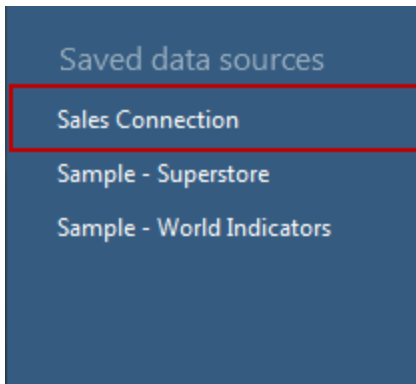 Saved data sources
Sales Connection
Sample - Superstore
Sample - World Indicators